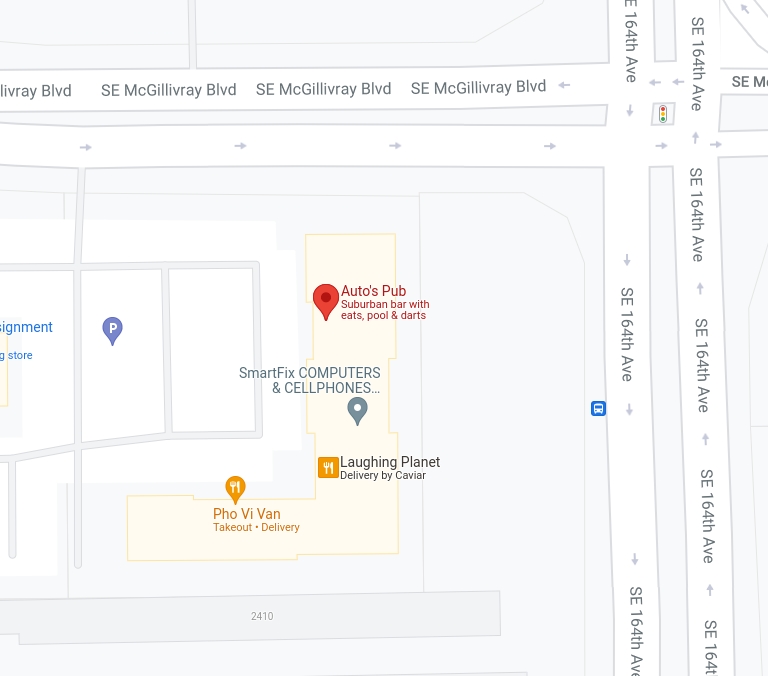 SE 164th Ave
SE 164th Ave
livray Blvd
SE McGillivray Blvd
SE McGillivray Blvd
SE McGillivray Blvd
SE Mc
SE 164th Ave
Auto's Pub
Suburban bar with
eats, pool & darts
signment
g store
P
SE 164th Ave
SE 164th Ave
SmartFix COMPUTERS
& CELLPHONES...
Laughing Planet
Delivery by Caviar
Pho Vi Van
Takeout • Delivery
SE 164th Ave
SE 164th Ave
SE 164t
2410